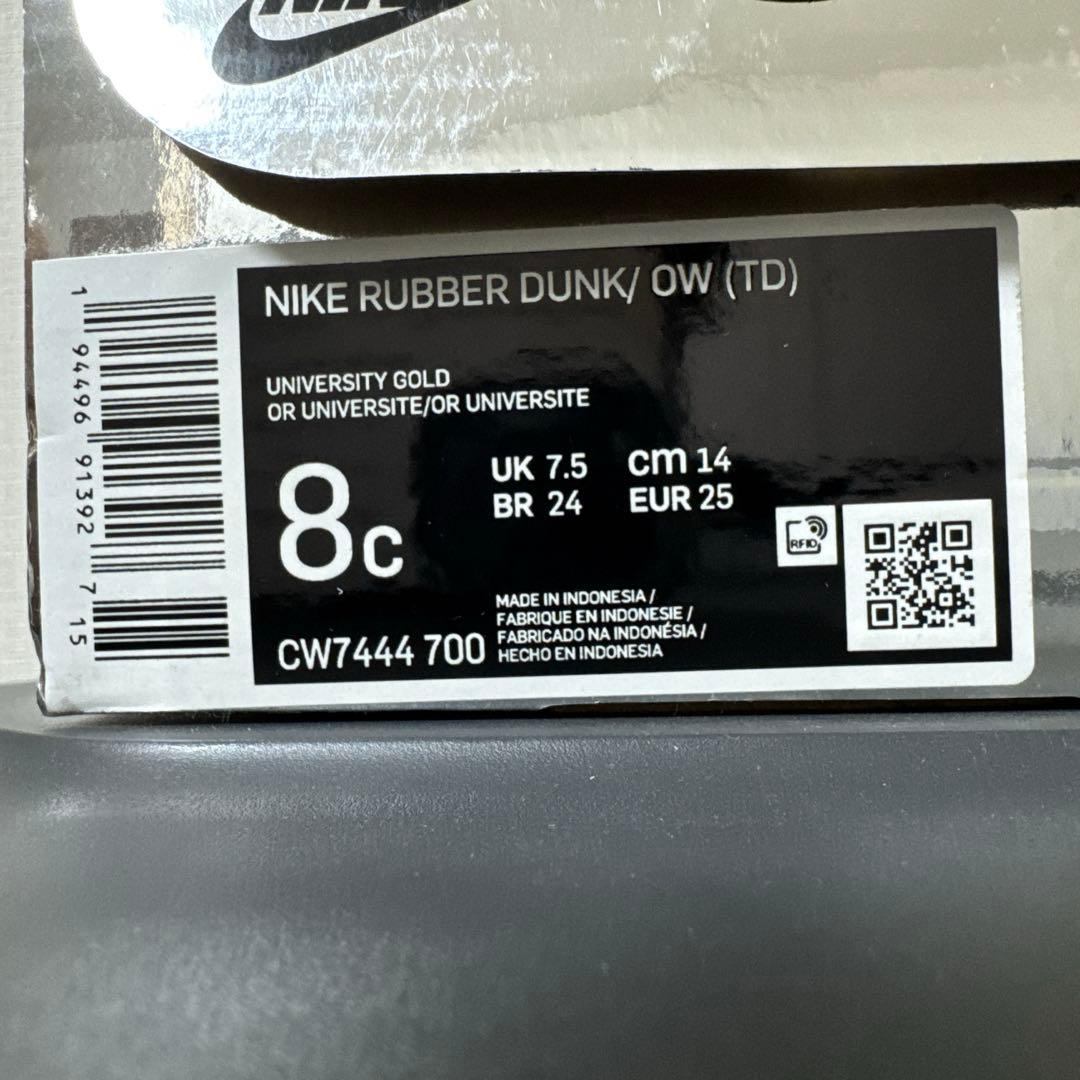 NIKE
NIKE RUBBER DUNK/ OW (TD)
UNIVERSITY GOLD
OR UNIVERSITE/OR UNIVERSITE
8c
UK 7.5 cm 14
BR 24 EUR 25
RFID
CW7444 700
MADE IN INDONESIA /
FABRIQUE EN INDONESIE /
FABRICADO NA INDONÉSIA /
HECHO EN INDONESIA
1 94496 91392 7 15